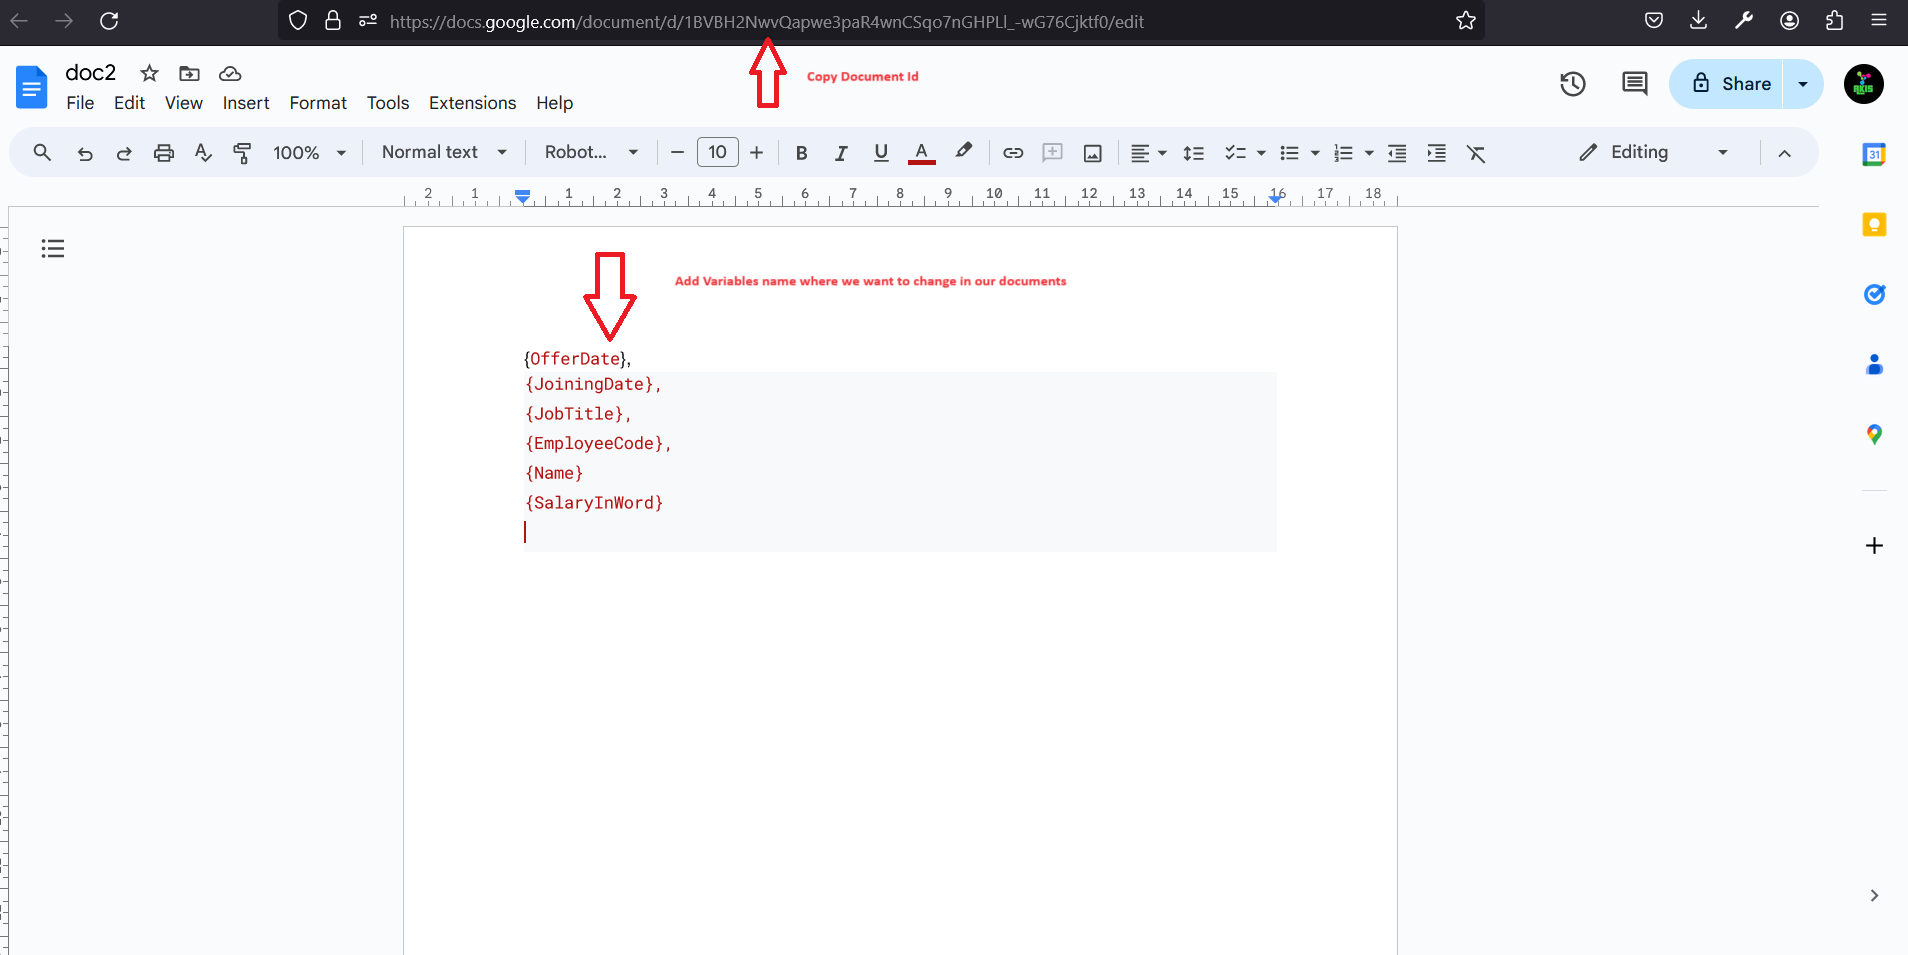 https://docs.google.com/document/d/1BVBH2NwvQapwe3paR4wnCSqo7nGHPLl_-wG76Cjktf0/edit
Copy Document Id
doc2
File Edit View Insert Format Tools Extensions Help
Share
100% Normal text Robot... 10 Editing
2 1 1 2 3 4 5 6 7 8 9 10 11 12 13 14 15 16 17 18
31
Add Variables name where we want to change in our documents
{OfferDate},
{JoiningDate},
{JobTitle},
{EmployeeCode},
{Name}
{SalaryInWord}